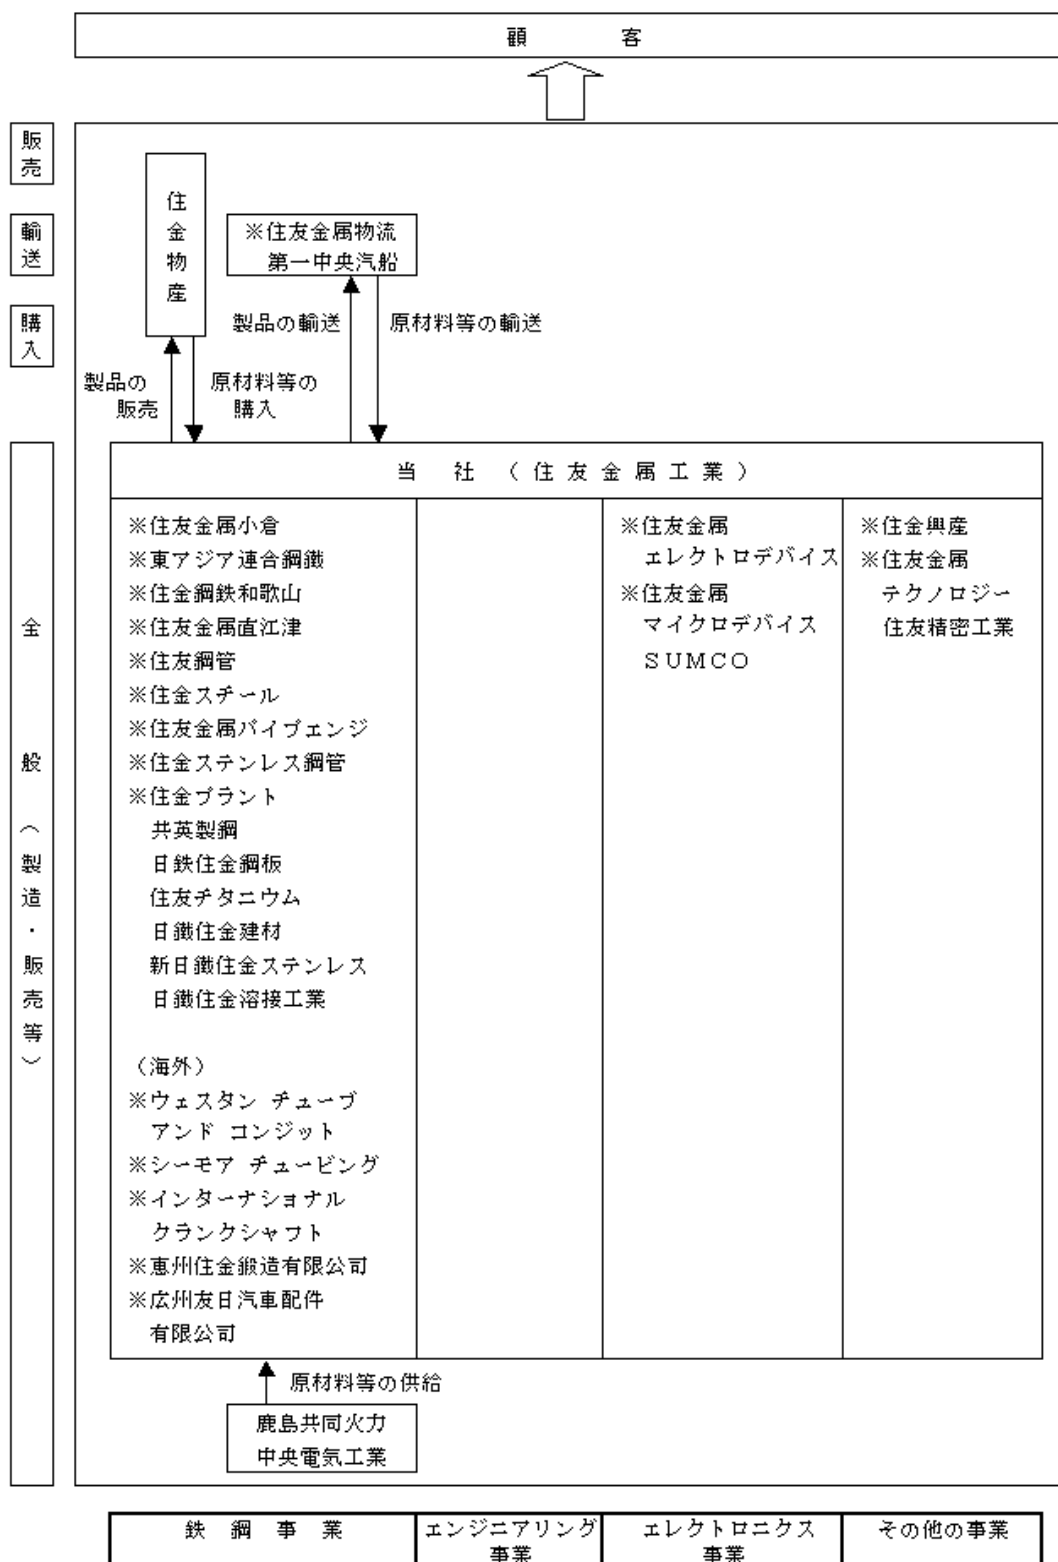 顧　客
販売
輸送
購入
住金物産
※住友金属物流
第一中央汽船
製品の輸送
原材料等の輸送
製品の
販売
原材料等の
購入
全般（製造・販売等）
当　社（住友金属工業）
※住友金属小倉
※東アジア連合鋼鐵
※住金鋼鉄和歌山
※住友金属直江津
※住友鋼管
※住金スチール
※住友金属パイプエンジ
※住金ステンレス鋼管
※住金プラント
共英製鋼
日鉄住金鋼板
住友チタニウム
日鐵住金建材
新日鐵住金ステンレス
日鐵住金溶接工業
（海外）
※ウェスタン チューブ
アンド コンジット
※シーモア チュービング
※インターナショナル
クランクシャフト
※恵州住金鍛造有限公司
※広州友日汽車配件
有限公司
※住友金属
エレクトロデバイス
※住友金属
マイクロデバイス
ＳＵＭＣＯ
※住金興産
※住友金属
テクノロジー
住友精密工業
原材料等の供給
鹿島共同火力
中央電気工業
鉄鋼事業
エンジニアリング
事業
エレクトロニクス
事業
その他の事業